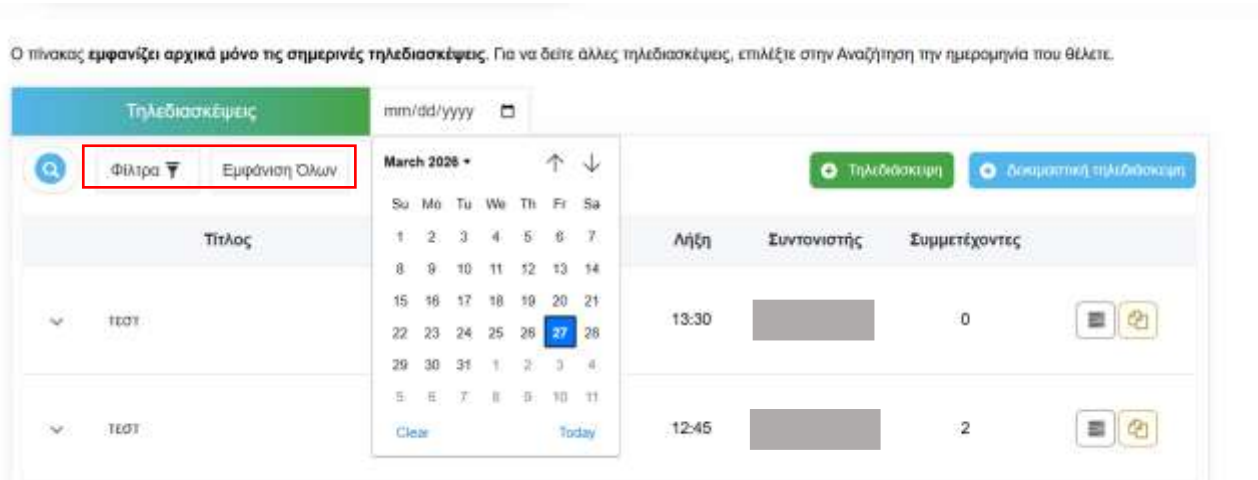 Ο πίνακας εμφανίζει αρχικά μόνο τις σημερινές τηλεδιασκέψεις. Για να δείτε άλλες τηλεδιασκέψεις, επιλέξτε στην Αναζήτηση την ημερομηνία που θέλετε.
Τηλεδιασκέψεις mm/dd/yyyy
Φίλτρα Εμφάνιση Όλων March 2026 Τηλεδιάσκεψη Δοκιμαστική τηλεδιάσκεψη
Su Mo Tu We Th Fr Sa
Τίτλος 1 2 3 4 5 6 7 Λήξη Συντονιστής Συμμετέχοντες
8 9 10 11 12 13 14
15 16 17 18 19 20 21
τεστ 13:30 0
22 23 24 25 26 27 28
29 30 31 1 2 3 4
5 6 7 8 9 10 11
τεστ Clear Today 12:45 2